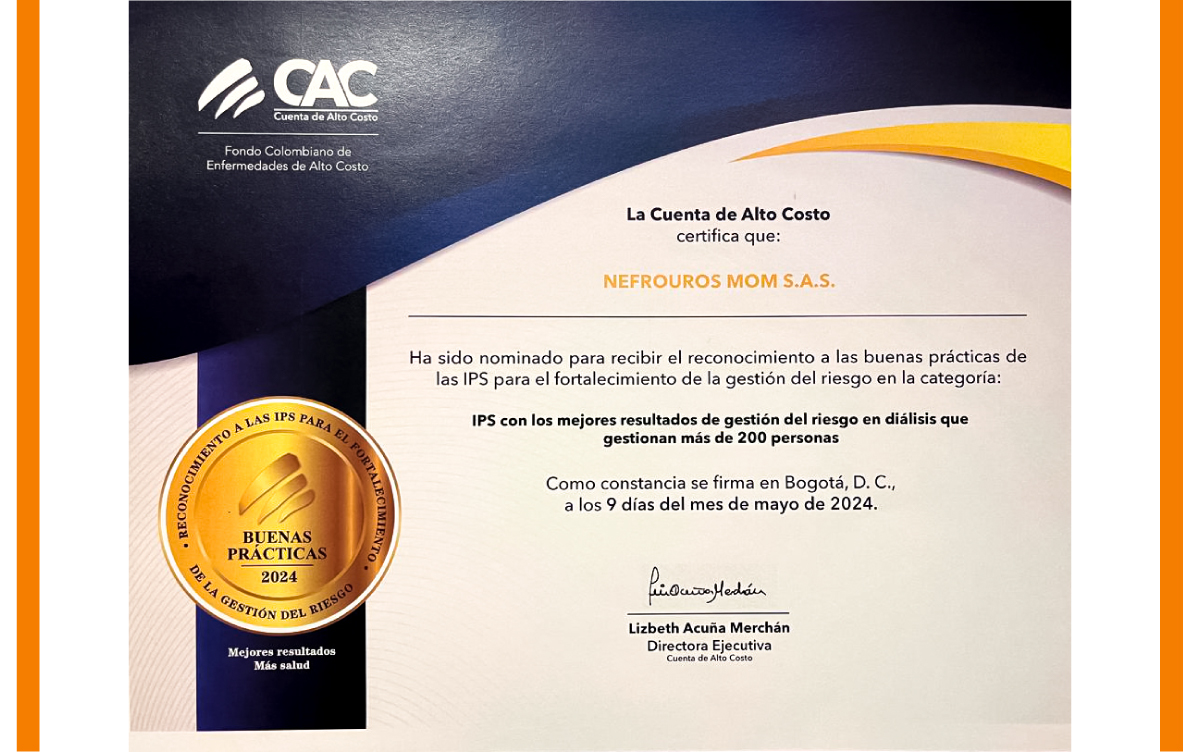 CAC
Cuenta de Alto Costo
Fondo Colombiano de
Enfermedades de Alto Costo
La Cuenta de Alto Costo
certifica que:
NEFROUROS MOM S.A.S.
Ha sido nominado para recibir el reconocimiento a las buenas prácticas de
las IPS para el fortalecimiento de la gestión del riesgo en la categoría:
IPS con los mejores resultados de gestión del riesgo en diálisis que
gestionan más de 200 personas
Como constancia se firma en Bogotá, D. C.,
a los 9 días del mes de mayo de 2024.
Lizbeth Acuña Merchán
Directora Ejecutiva
Cuenta de Alto Costo
• RECONOCIMIENTO A LAS IPS PARA EL FORTALECIMIENTO •
DE LA GESTIÓN DEL RIESGO
BUENAS
PRÁCTICAS
2024
Mejores resultados
Más salud